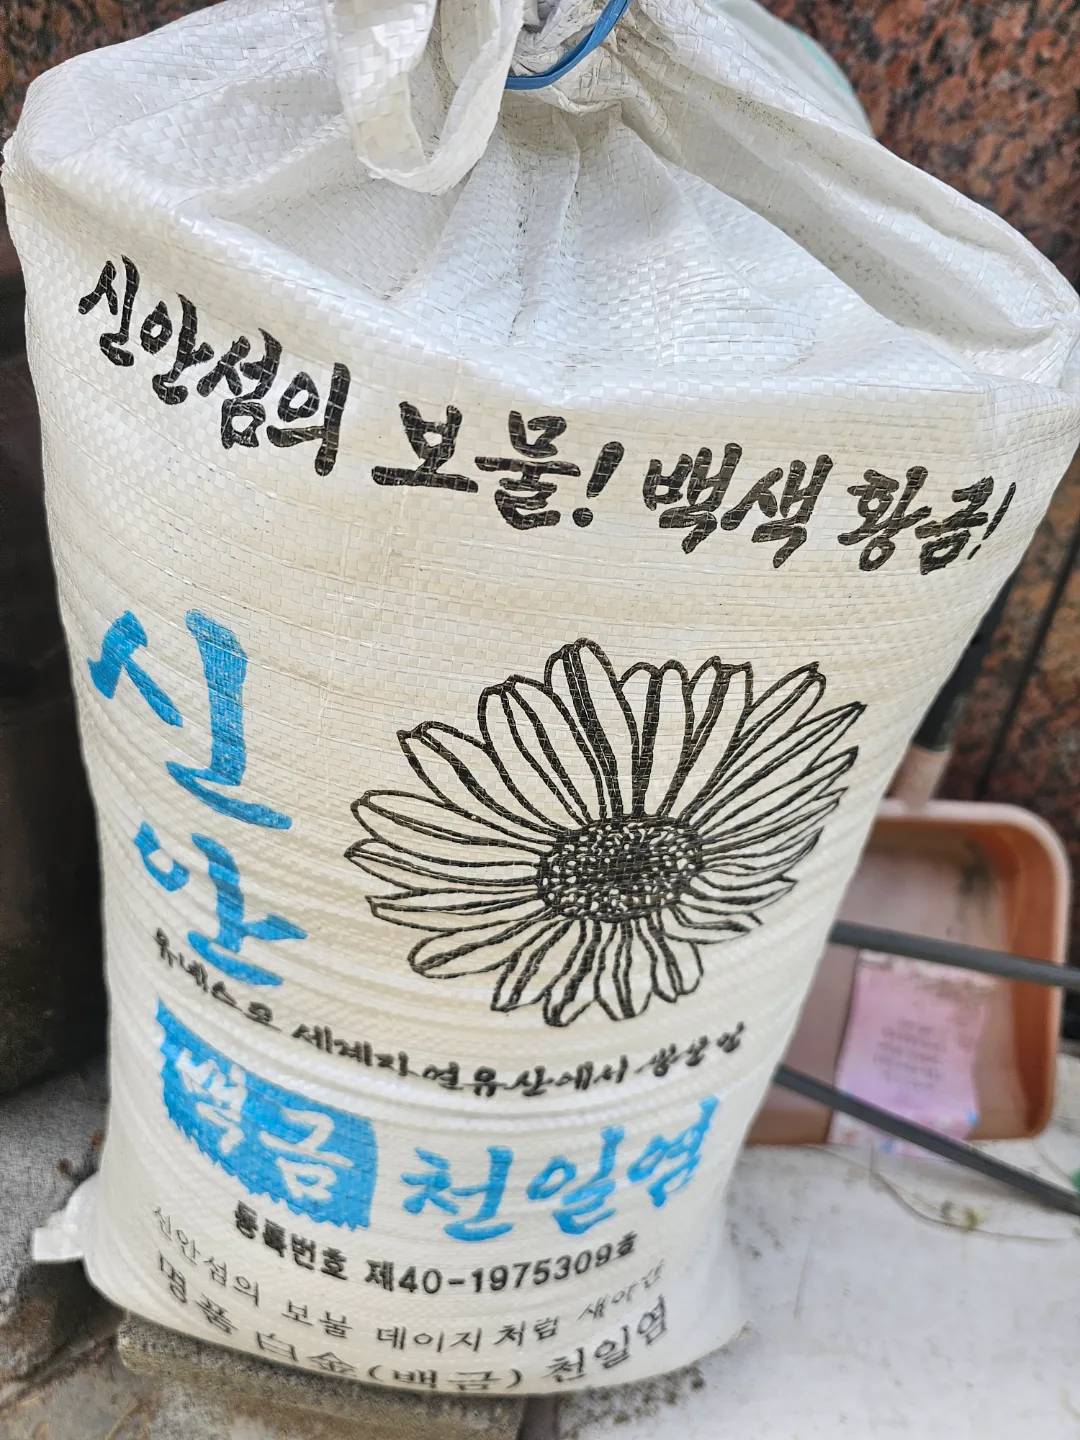 신안섬의 보물! 백색 황금!
신안
유네스코 세계자연유산에서 생산된
백금 천일염
등록번호 제40-1975309호
신안섬의 보물 데이지처럼 새하얀
명품 白金(백금) 천일염